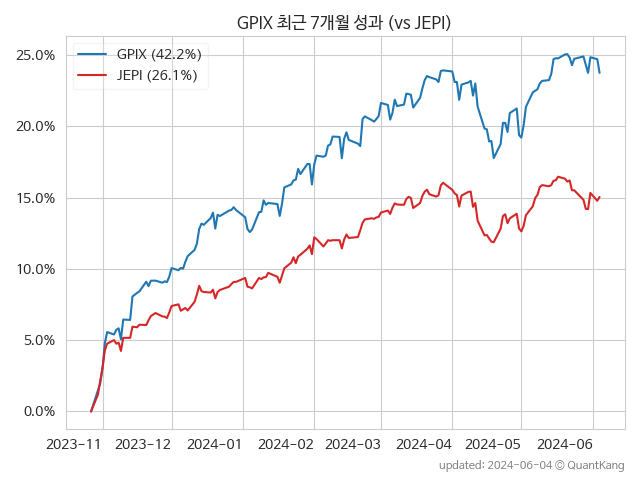 GPIX 최근 7개월 성과 (vs JEPI)
GPIX (42.2%)
JEPI (26.1%)
25.0%
20.0%
15.0%
10.0%
5.0%
0.0%
2023-11 2023-12 2024-01 2024-02 2024-03 2024-04 2024-05 2024-06
updated: 2024-06-04 © QuantKang